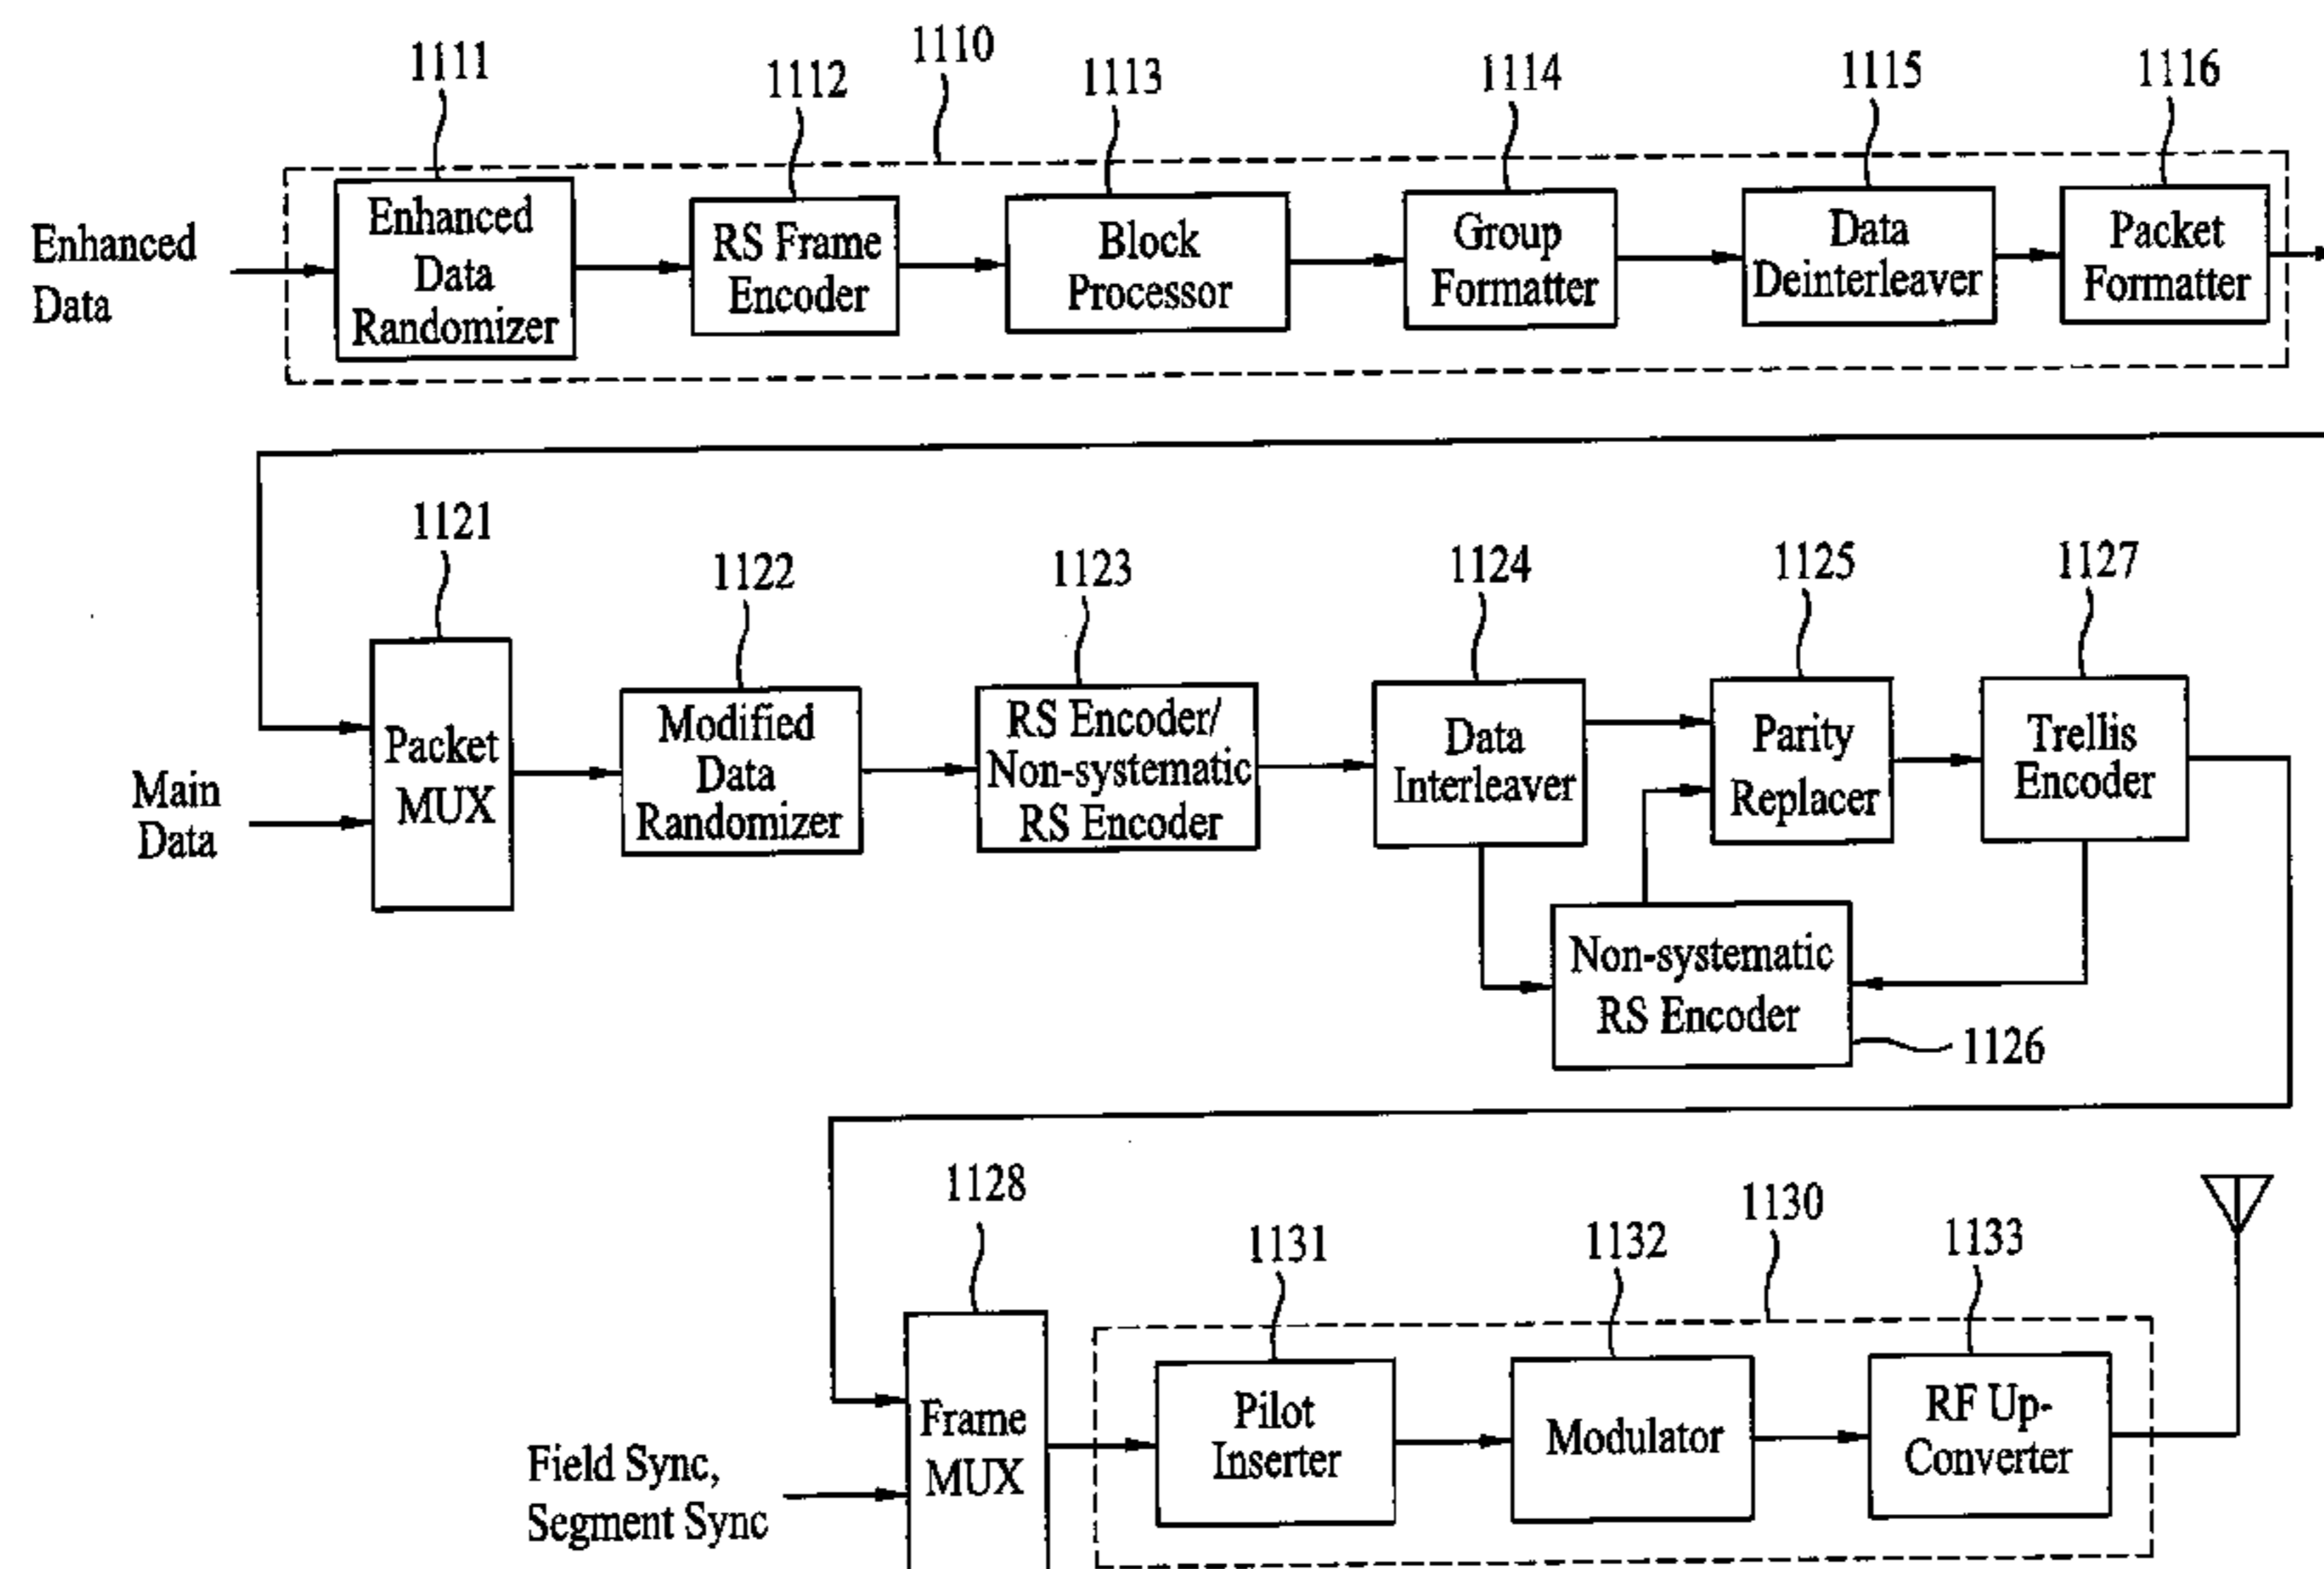 1111
1112
1110
1113
1114
1115
1116
Enhanced
Data
Enhanced
Data
Randomizer
RS Frame
Encoder
Block
Processor
Group
Formatter
Data
Deinterleaver
Packet
Formatter
1121
1122
1123
1124
1125
1127
Main
Data
Packet
MUX
Modified
Data
Randomizer
RS Encoder/
Non-systematic
RS Encoder
Data
Interleaver
Parity
Replacer
Trellis
Encoder
Non-systematic
RS Encoder
1126
1128
1131
1132
1130
1133
Field Sync,
Segment Sync
Frame
MUX
Pilot
Inserter
Modulator
RF Up-
Converter